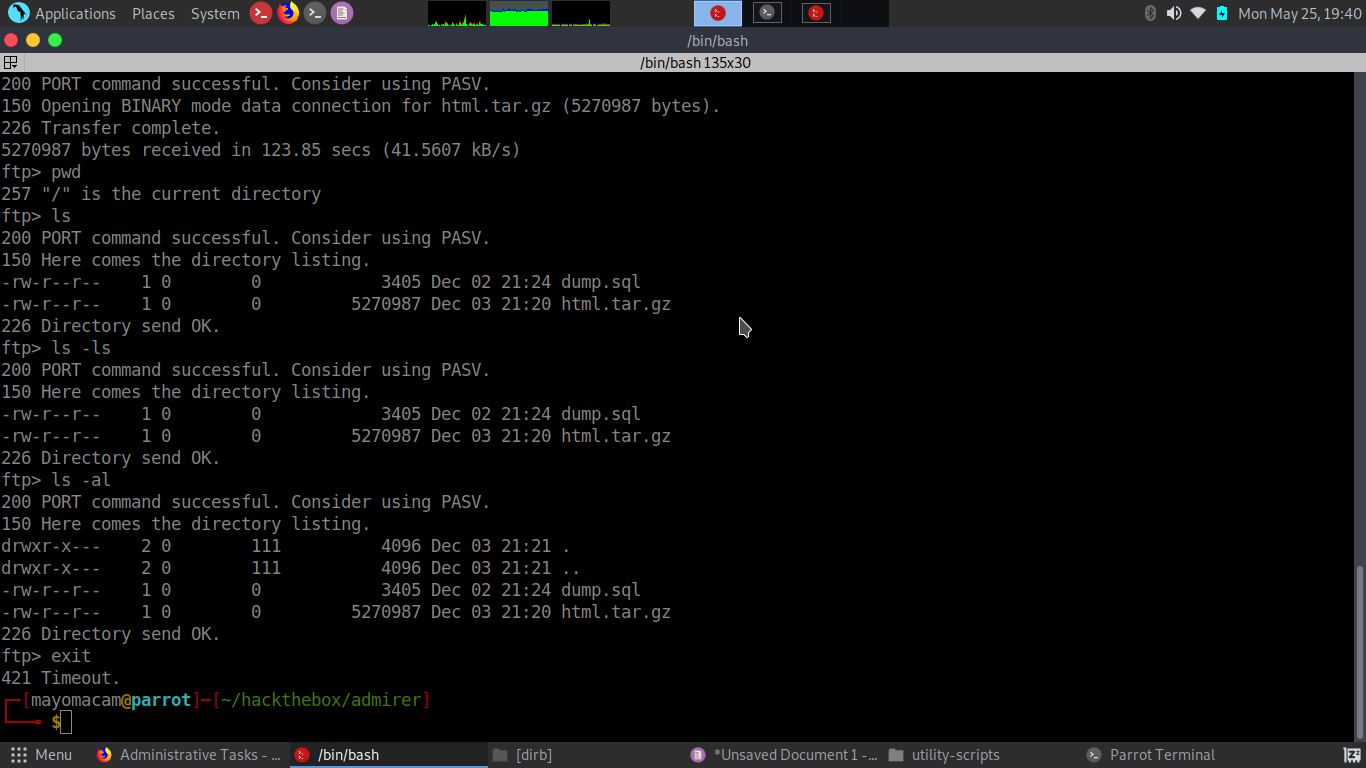 Applications Places System Mon May 25, 19:40
/bin/bash
/bin/bash 135x30
200 PORT command successful. Consider using PASV.
150 Opening BINARY mode data connection for html.tar.gz (5270987 bytes).
226 Transfer complete.
5270987 bytes received in 123.85 secs (41.5607 kB/s)
ftp> pwd
257 "/" is the current directory
ftp> ls
200 PORT command successful. Consider using PASV.
150 Here comes the directory listing.
-rw-r--r--    1 0        0            3405 Dec 02 21:24 dump.sql
-rw-r--r--    1 0        0         5270987 Dec 03 21:20 html.tar.gz
226 Directory send OK.
ftp> ls -ls
200 PORT command successful. Consider using PASV.
150 Here comes the directory listing.
-rw-r--r--    1 0        0            3405 Dec 02 21:24 dump.sql
-rw-r--r--    1 0        0         5270987 Dec 03 21:20 html.tar.gz
226 Directory send OK.
ftp> ls -al
200 PORT command successful. Consider using PASV.
150 Here comes the directory listing.
drwxr-x---    2 0        111          4096 Dec 03 21:21 .
drwxr-x---    2 0        111          4096 Dec 03 21:21 ..
-rw-r--r--    1 0        0            3405 Dec 02 21:24 dump.sql
-rw-r--r--    1 0        0         5270987 Dec 03 21:20 html.tar.gz
226 Directory send OK.
ftp> exit
421 Timeout.
┌─[mayomacam@parrot]─[~/hackthebox/admirer]
└──╼ $
Menu Administrative Tasks - ... /bin/bash [dirb] *Unsaved Document 1 -... utility-scripts Parrot Terminal